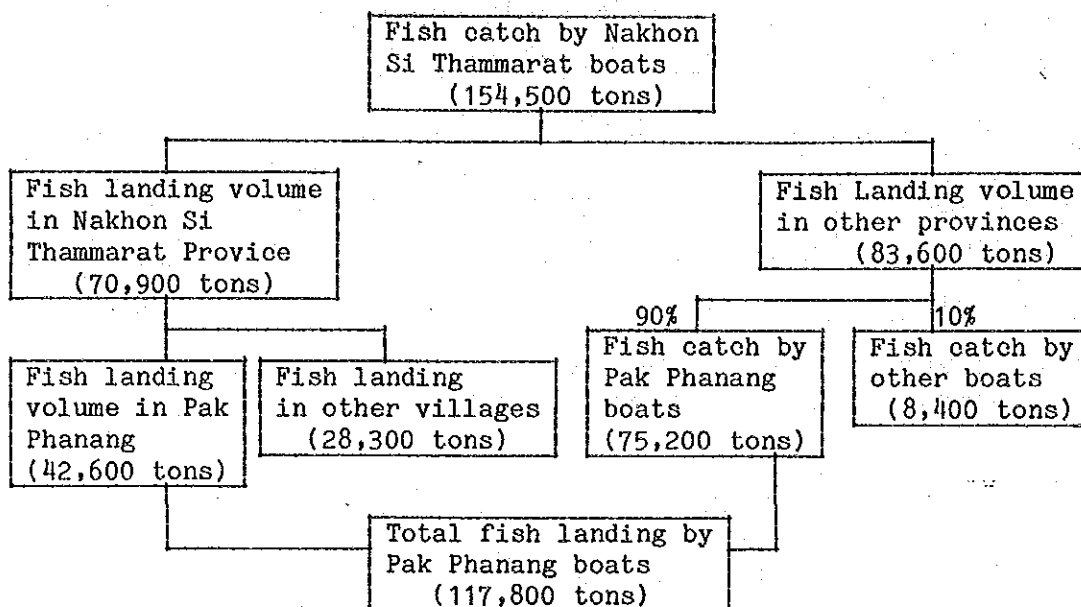 Fish catch by Nakhon
Si Thammarat boats
(154,500 tons)
Fish landing volume
in Nakhon Si
Thammarat Provice
(70,900 tons)
Fish Landing volume
in other provinces
(83,600 tons)
90%
10%
Fish landing
volume in Pak
Phanang
(42,600 tons)
Fish landing
in other villages
(28,300 tons)
Fish catch by
Pak Phanang
boats
(75,200 tons)
Fish catch by
other boats
(8,400 tons)
Total fish landing by
Pak Phanang boats
(117,800 tons)